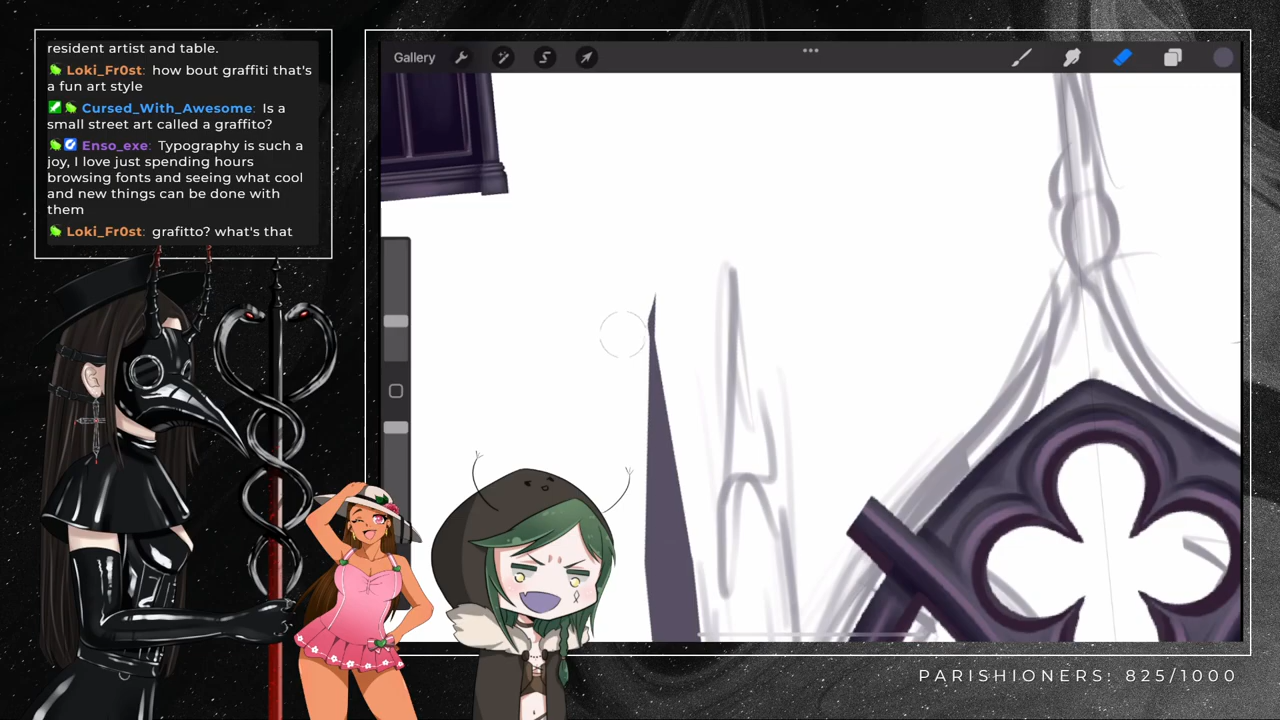 resident artist and table.
Loki_Fr0st: how bout graffiti that's
a fun art style
Cursed_With_Awesome: Is a
small street art called a graffito?
Enso_exe: Typography is such a
joy, I love just spending hours
browsing fonts and seeing what cool
and new things can be done with
them
Loki_Fr0st: grafitto? what's that
Gallery
PARISHIONERS: 825/1000